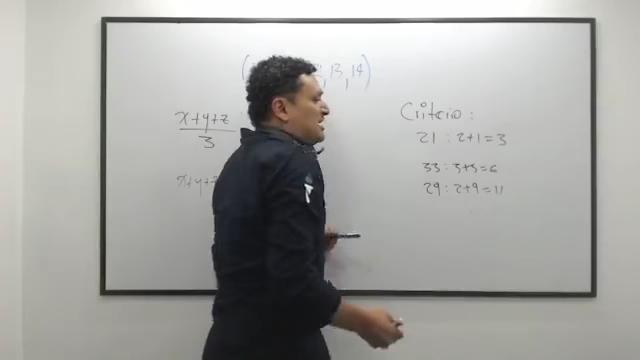 ( , 13, 14)
x+y+z
3
x+y+z
Criterio:
21 : 2+1=3
33 : 3+3=6
29 : 2+9=11